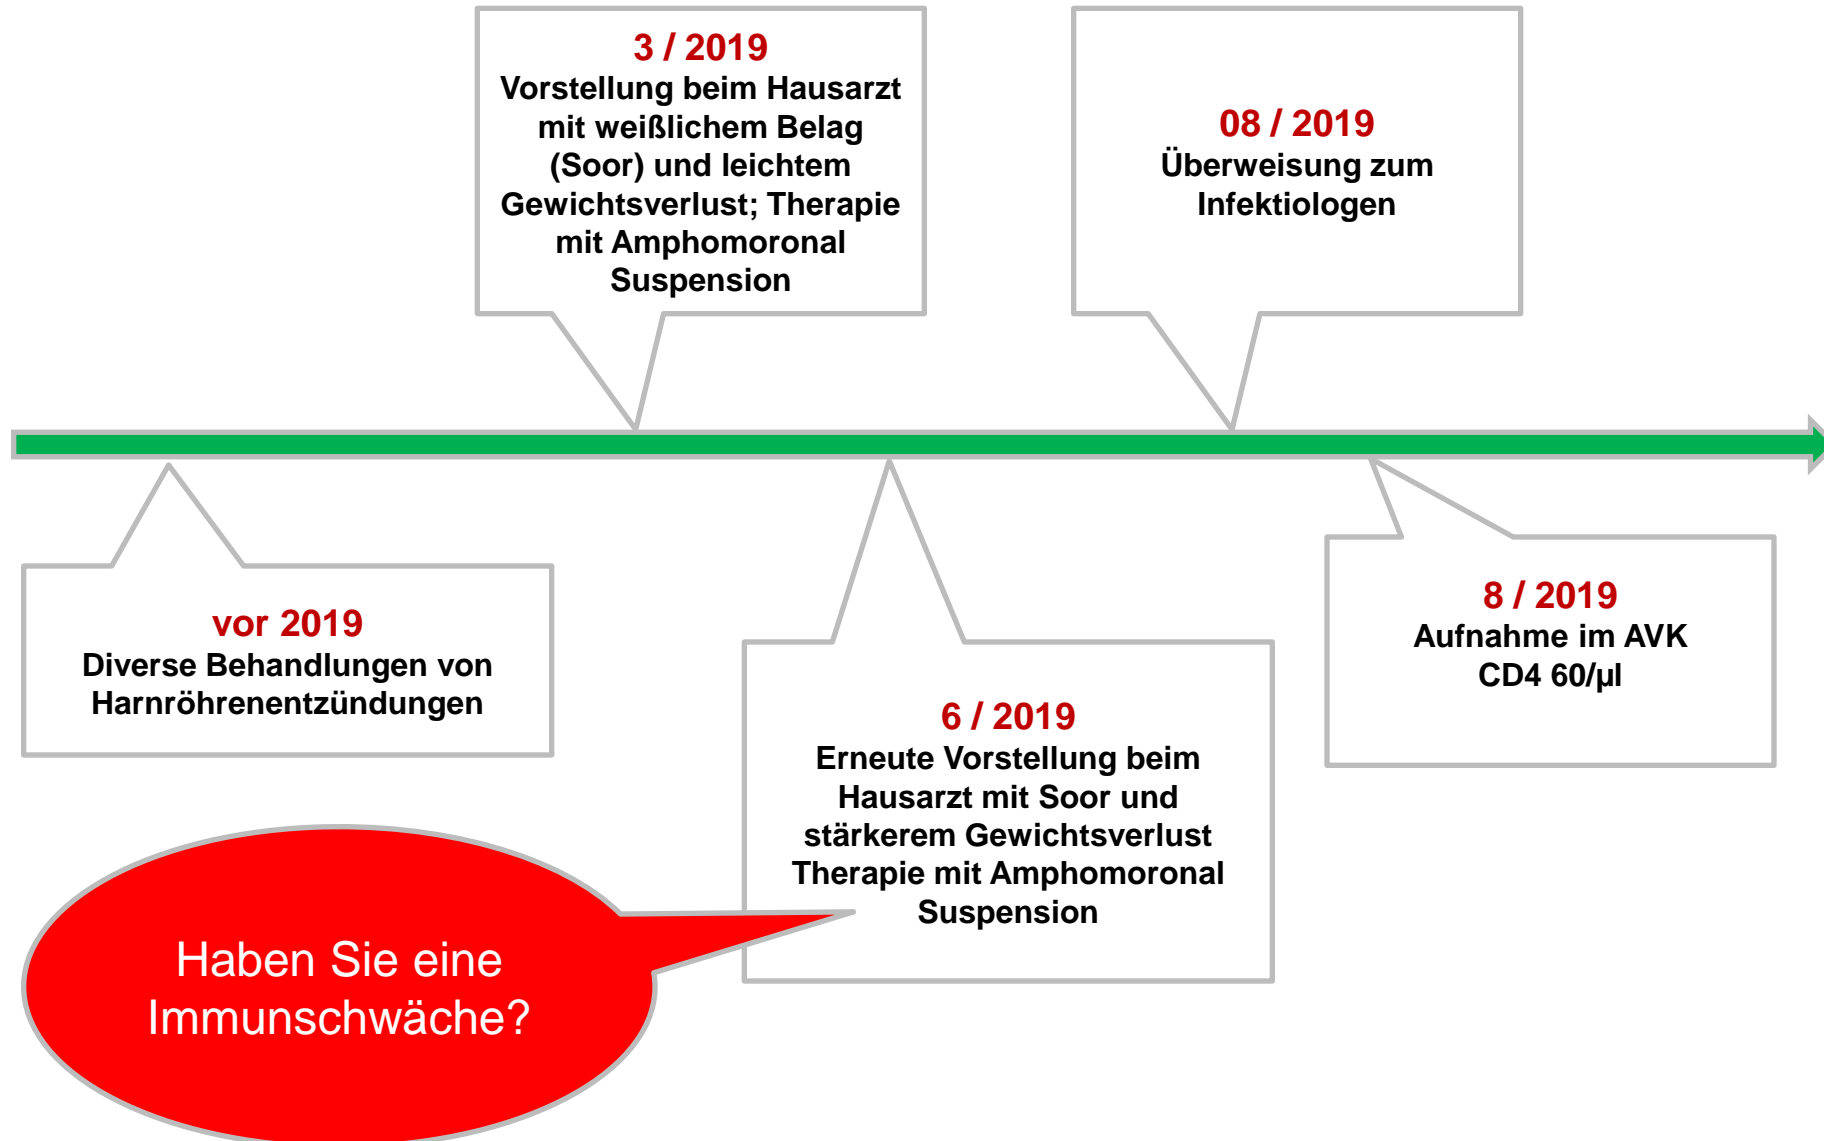 3 / 2019
Vorstellung beim Hausarzt
mit weißlichem Belag
(Soor) und leichtem
Gewichtsverlust; Therapie
mit Amphomoronal
Suspension
08 / 2019
Überweisung zum
Infektiologen
vor 2019
Diverse Behandlungen von
Harnröhrenentzündungen
6 / 2019
Erneute Vorstellung beim
Hausarzt mit Soor und
stärkerem Gewichtsverlust
Therapie mit Amphomoronal
Suspension
8 / 2019
Aufnahme im AVK
CD4 60/µl
Haben Sie eine
Immunschwäche?